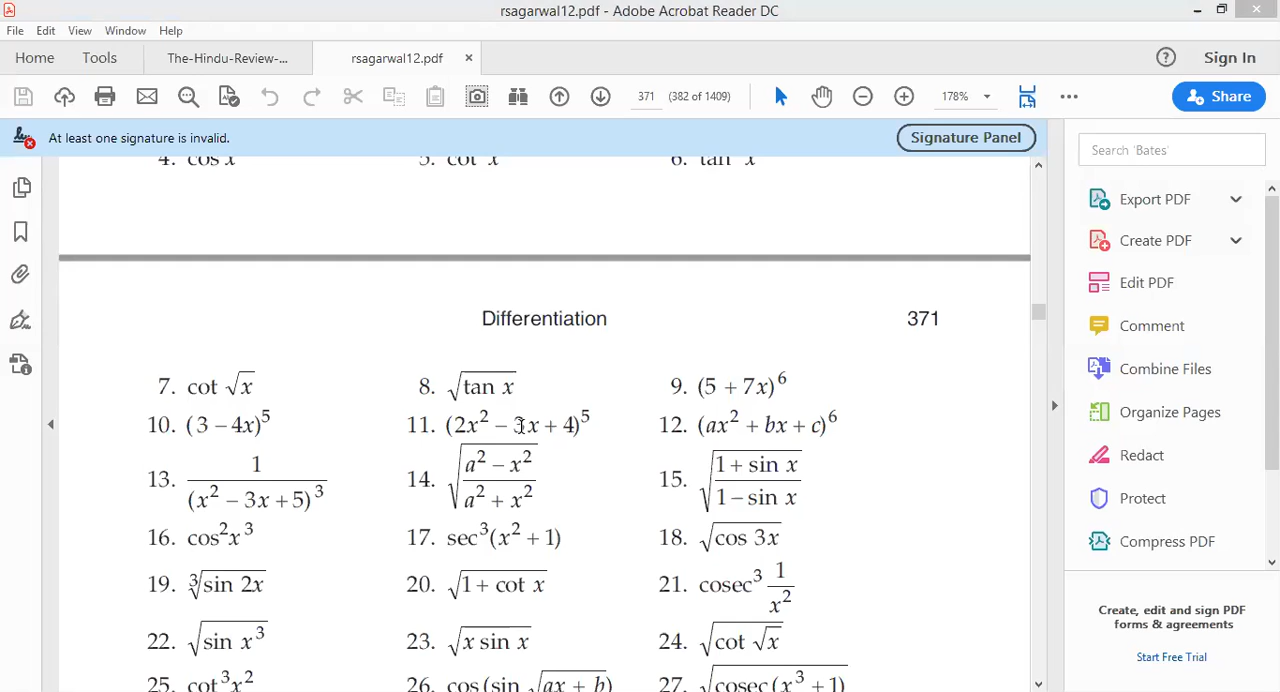 rsagarwal12.pdf - Adobe Acrobat Reader DC
File Edit View Window Help
Home Tools The-Hindu-Review-... rsagarwal12.pdf × Sign In
371 (382 of 1409) 178% Share
At least one signature is invalid. Signature Panel
4. cos x 5. cot x 6. tan x
Search 'Bates'
Differentiation 371
7. cot √x 8. √(tan x) 9. (5 + 7x)^6
10. (3 − 4x)^5 11. (2x² − 3x + 4)^5 12. (ax² + bx + c)^6
13. 1/(x² − 3x + 5)³ 14. √((a² − x²)/(a² + x²)) 15. √((1 + sin x)/(1 − sin x))
16. cos²x³ 17. sec³(x² + 1) 18. √(cos 3x)
19. ∛(sin 2x) 20. √(1 + cot x) 21. cosec³ 1/x²
22. √(sin x³) 23. √(x sin x) 24. √(cot √x)
25. cot³x² 26. cos (sin √(ax + b)) 27. √(cosec (x³ + 1))
Export PDF
Create PDF
Edit PDF
Comment
Combine Files
Organize Pages
Redact
Protect
Compress PDF
Create, edit and sign PDF
forms & agreements
Start Free Trial